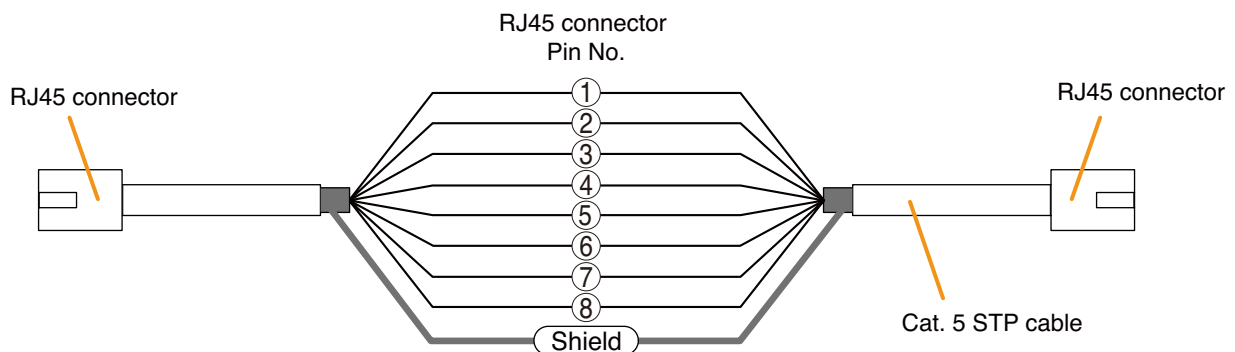 RJ45 connector
Pin No.
RJ45 connector
RJ45 connector
1
2
3
4
5
6
7
8
Shield
Cat. 5 STP cable